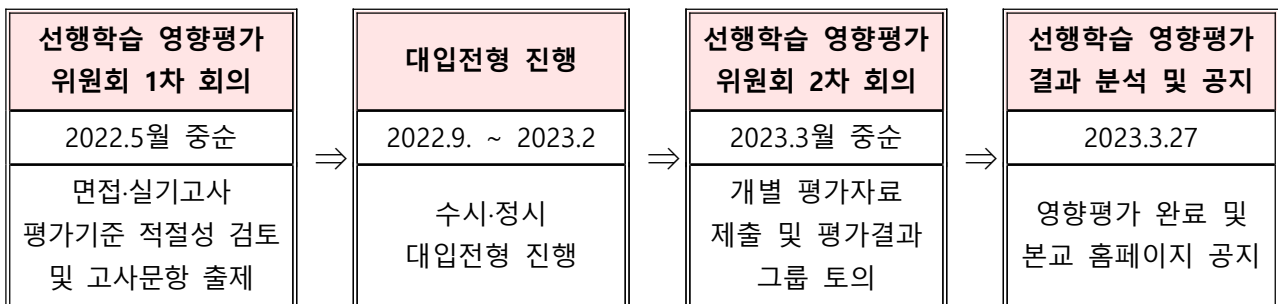 선행학습 영향평가
위원회 1차 회의
2022.5월 중순
면접·실기고사
평가기준 적절성 검토
및 고사문항 출제
⇒
대입전형 진행
2022.9. ~ 2023.2
수시·정시
대입전형 진행
⇒
선행학습 영향평가
위원회 2차 회의
2023.3월 중순
개별 평가자료
제출 및 평가결과
그룹 토의
⇒
선행학습 영향평가
결과 분석 및 공지
2023.3.27
영향평가 완료 및
본교 홈페이지 공지